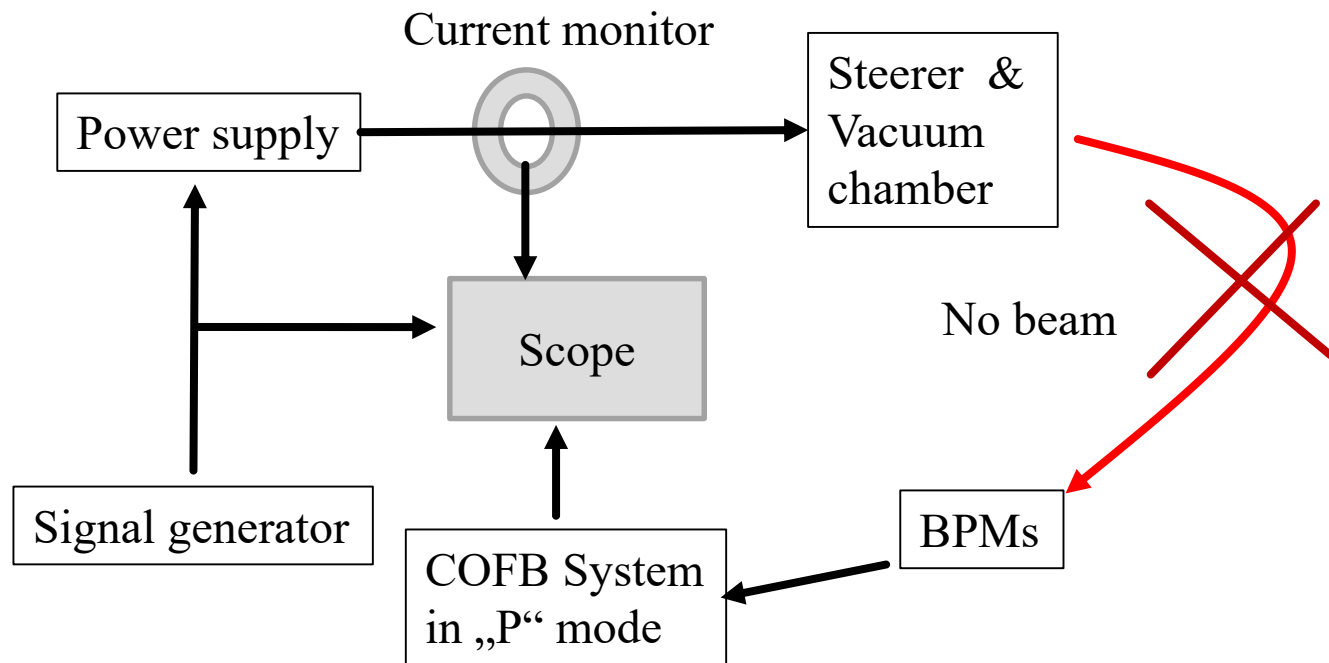 Current monitor
Power supply
Steerer &
Vacuum
chamber
Scope
No beam
Signal generator
BPMs
COFB System
in „P“ mode